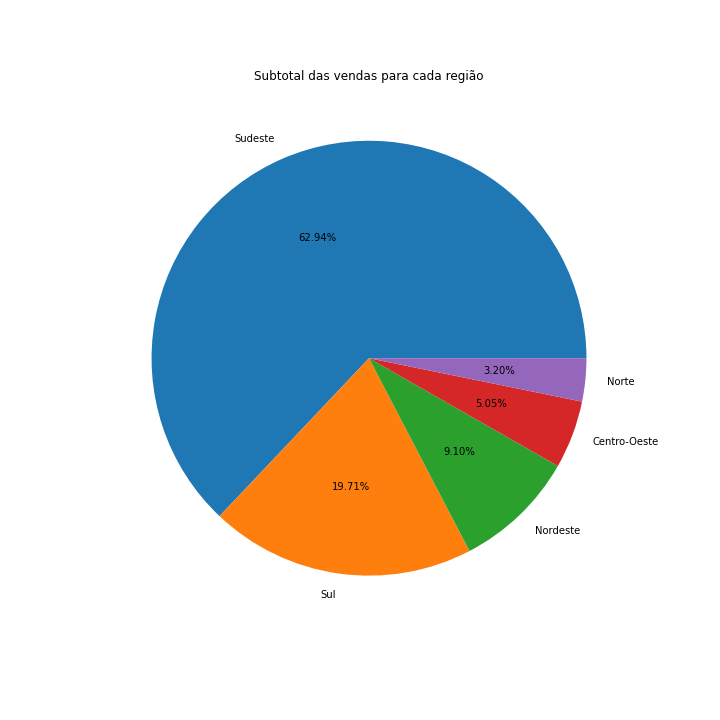 Subtotal das vendas para cada região
Sudeste
62.94%
3.20%
Norte
5.05%
Centro-Oeste
9.10%
19.71%
Nordeste
Sul